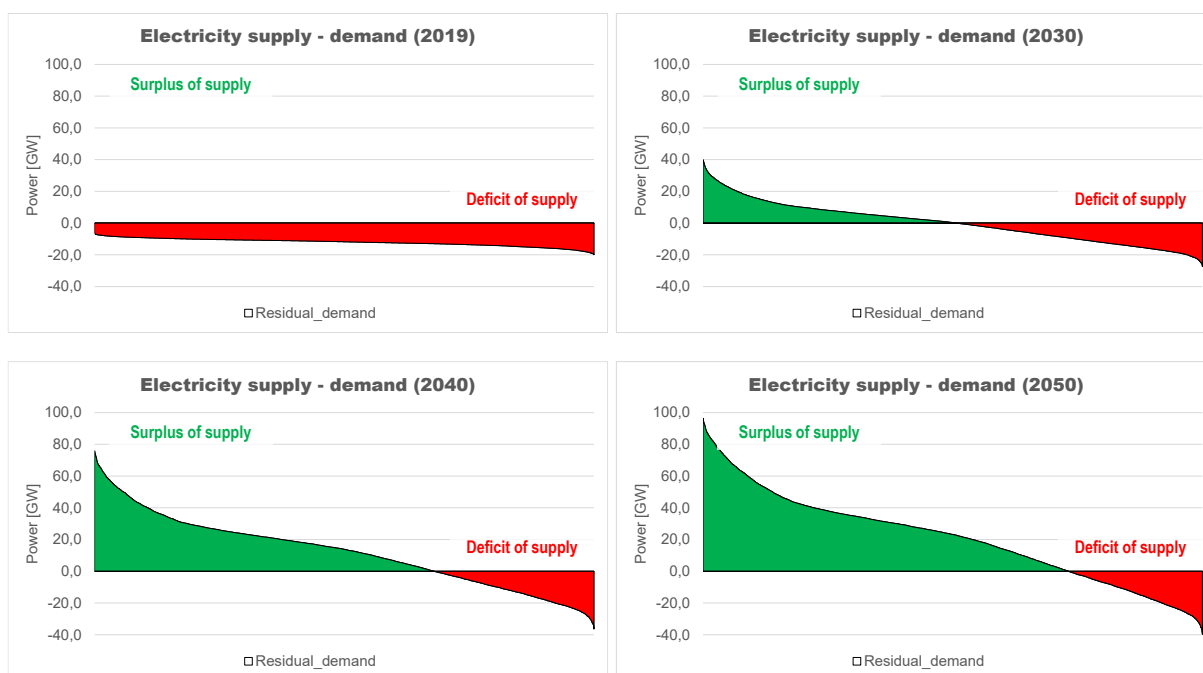 Electricity supply - demand (2019)
100,0
80,0
60,0
40,0
20,0
0,0
-20,0
-40,0
Power [GW]
Surplus of supply
Deficit of supply
Residual_demand
Electricity supply - demand (2030)
100,0
80,0
60,0
40,0
20,0
0,0
-20,0
-40,0
Power [GW]
Surplus of supply
Deficit of supply
Residual_demand
Electricity supply - demand (2040)
100,0
80,0
60,0
40,0
20,0
0,0
-20,0
-40,0
Power [GW]
Surplus of supply
Deficit of supply
Residual_demand
Electricity supply - demand (2050)
100,0
80,0
60,0
40,0
20,0
0,0
-20,0
-40,0
Power [GW]
Surplus of supply
Deficit of supply
Residual_demand